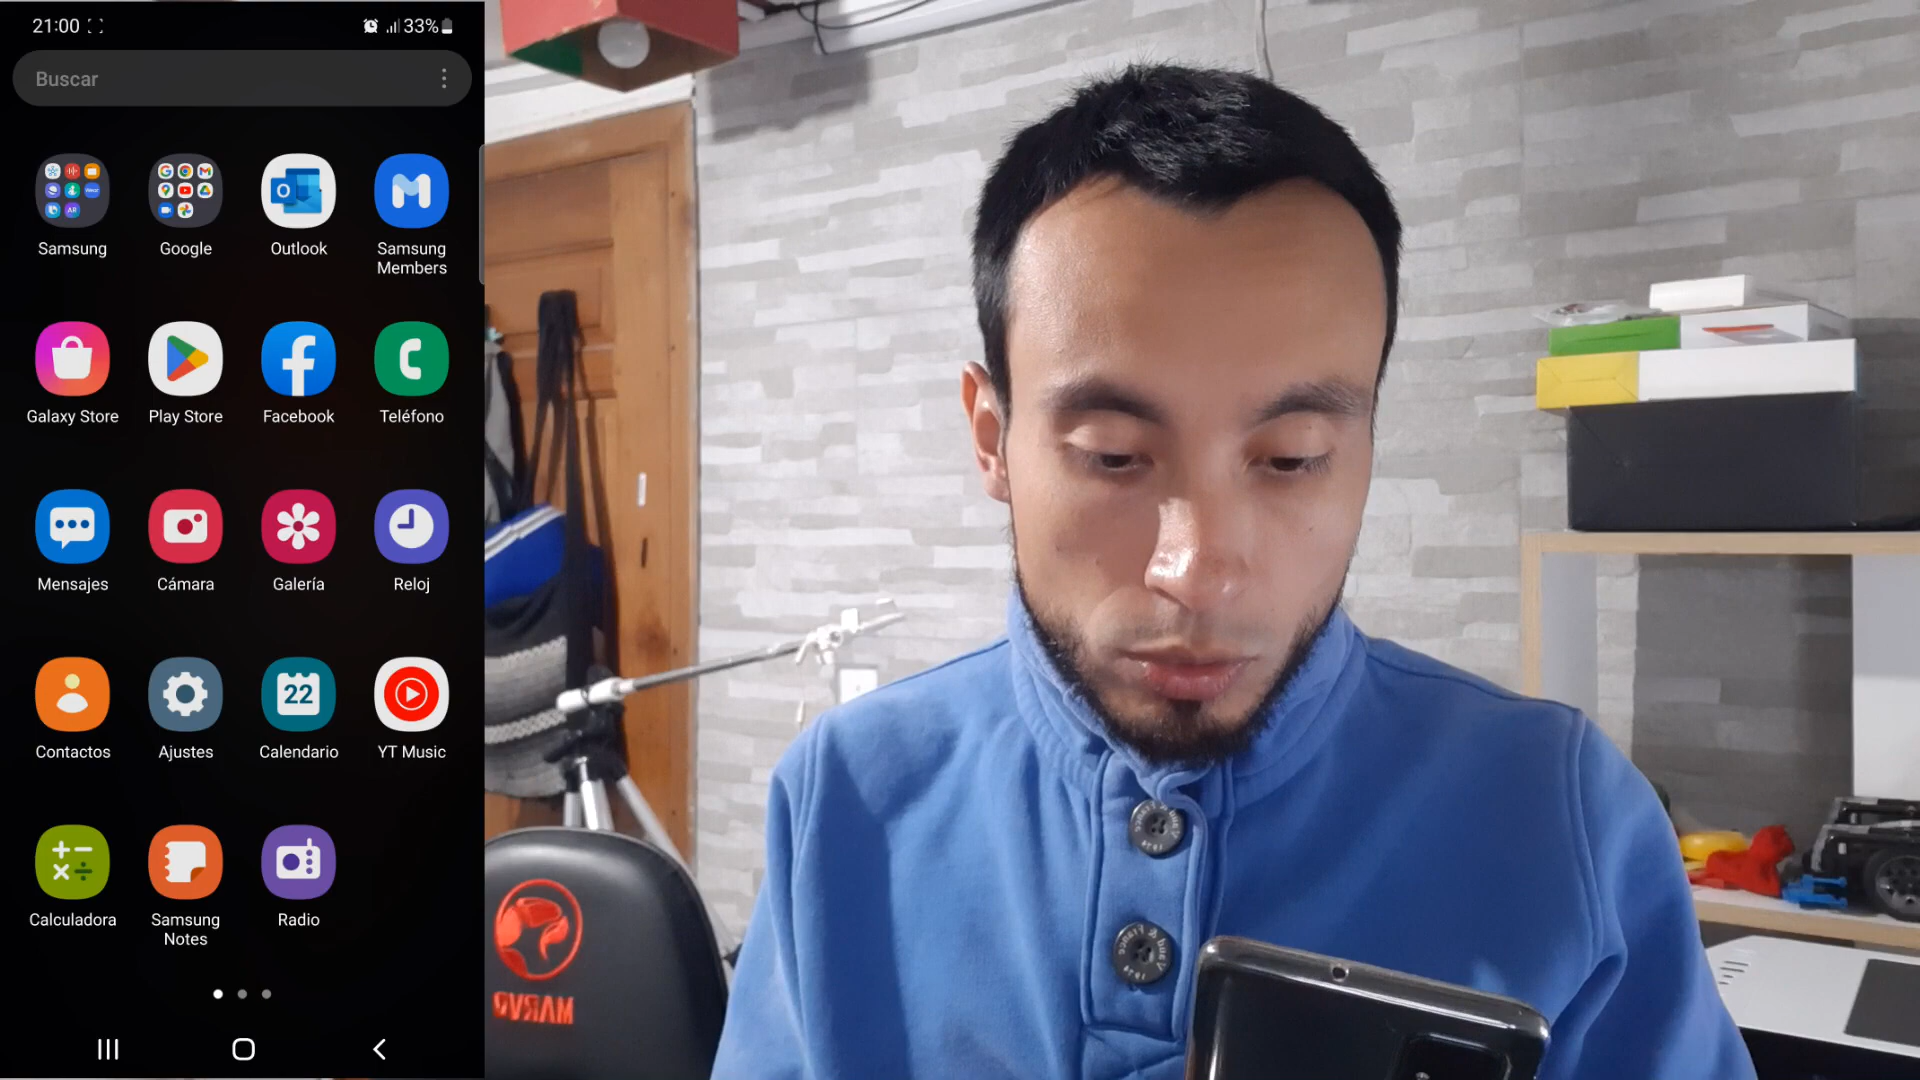 21:00 33%
Buscar
Samsung Google Outlook Samsung Members
Galaxy Store Play Store Facebook Teléfono
Mensajes Cámara Galería Reloj
22
Contactos Ajustes Calendario YT Music
Calculadora Samsung Notes Radio
MARVO